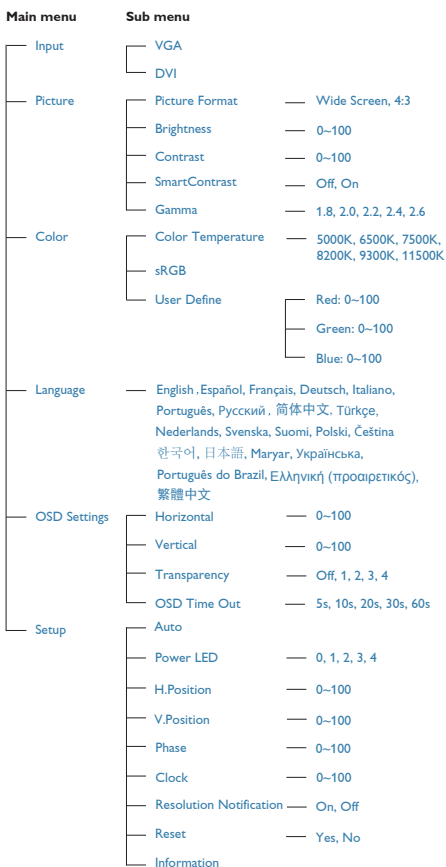 Main menu Sub menu
Input VGA
DVI
Picture Picture Format Wide Screen, 4:3
Brightness 0~100
Contrast 0~100
SmartContrast Off, On
Gamma 1.8, 2.0, 2.2, 2.4, 2.6
Color Color Temperature 5000K, 6500K, 7500K,
8200K, 9300K, 11500K
sRGB
User Define Red: 0~100
Green: 0~100
Blue: 0~100
Language English, Español, Français, Deutsch, Italiano,
Português, Русский, 简体中文, Türkçe,
Nederlands, Svenska, Suomi, Polski, Čeština
한국어, 日本語, Maryar, Українська,
Português do Brazil, Ελληνική (προαιρετικός),
繁體中文
OSD Settings Horizontal 0~100
Vertical 0~100
Transparency Off, 1, 2, 3, 4
OSD Time Out 5s, 10s, 20s, 30s, 60s
Setup Auto
Power LED 0, 1, 2, 3, 4
H.Position 0~100
V.Position 0~100
Phase 0~100
Clock 0~100
Resolution Notification On, Off
Reset Yes, No
Information